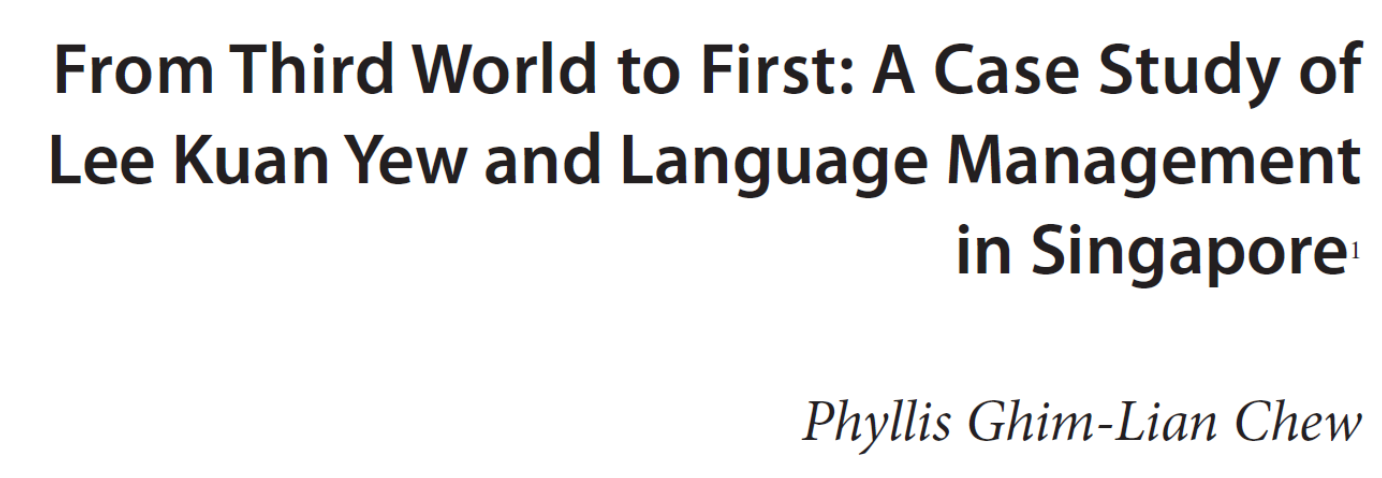 From Third World to First: A Case Study of
Lee Kuan Yew and Language Management
in Singapore1
Phyllis Ghim-Lian Chew